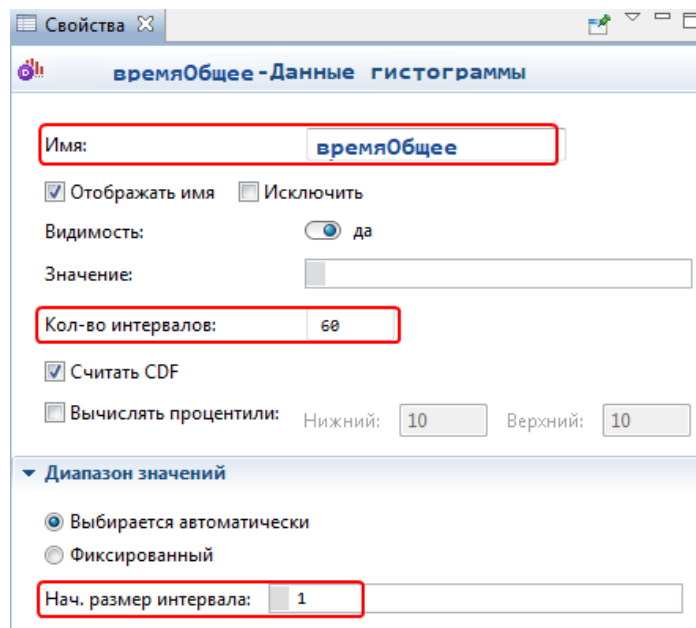 Свойства
времяОбщее-Данные гистограммы
Имя: времяОбщее
Отображать имя Исключить
Видимость: да
Значение:
Кол-во интервалов: 60
Считать CDF
Вычислять процентили: Нижний: 10 Верхний: 10
Диапазон значений
Выбирается автоматически
Фиксированный
Нач. размер интервала: 1